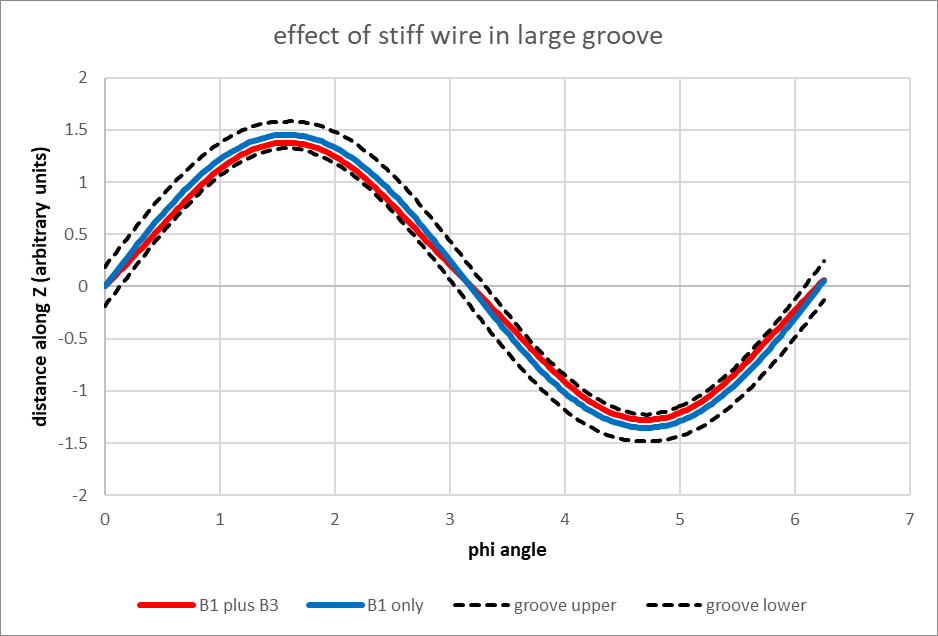 effect of stiff wire in large groove
distance along Z (arbitrary units)
2
1.5
1
0.5
0
-0.5
-1
-1.5
-2
0 1 2 3 4 5 6 7
phi angle
B1 plus B3 B1 only groove upper groove lower